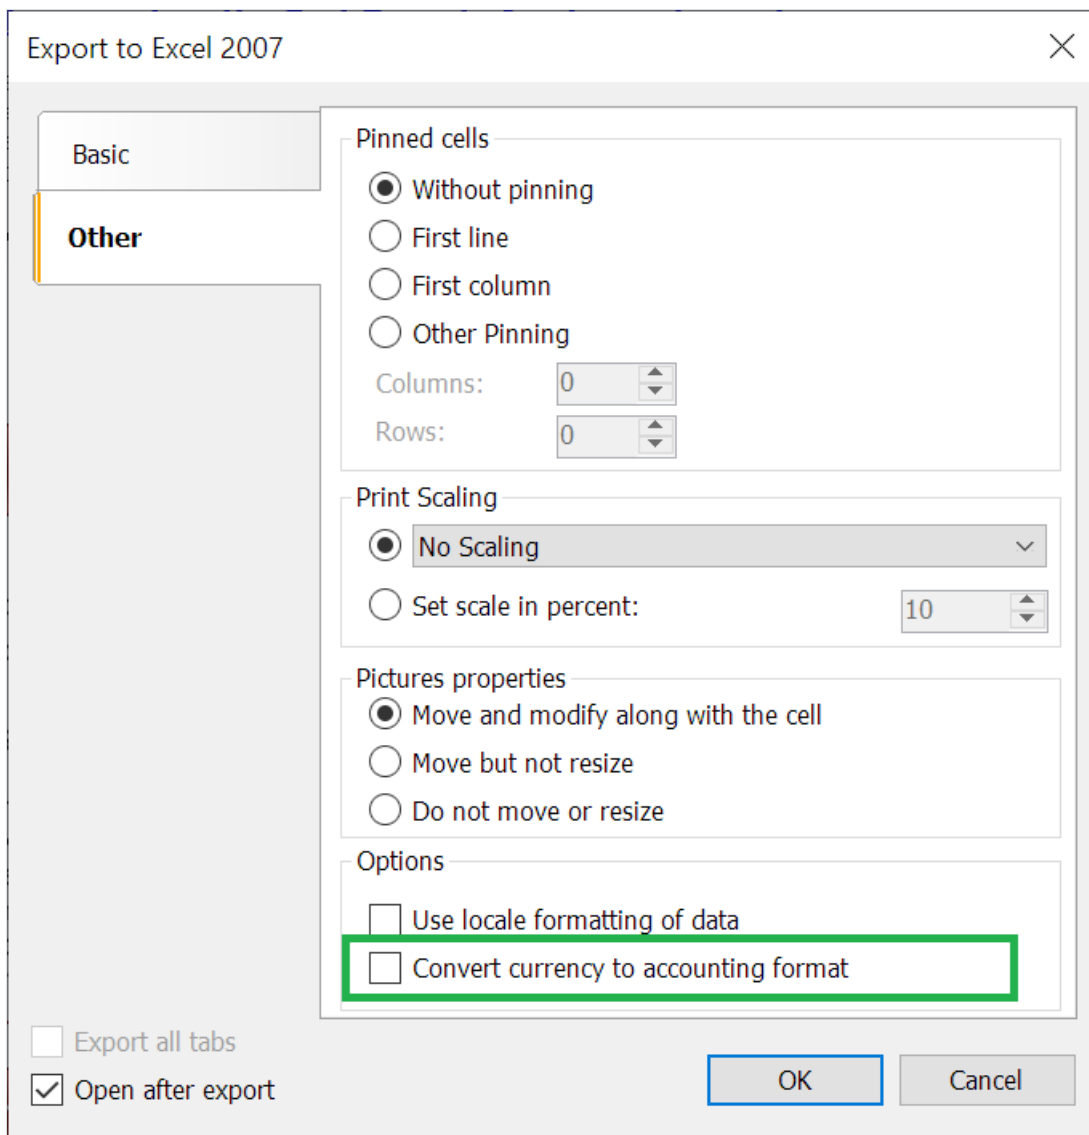 Export to Excel 2007
Basic
Other
Pinned cells
Without pinning
First line
First column
Other Pinning
Columns: 0
Rows: 0
Print Scaling
No Scaling
Set scale in percent: 10
Pictures properties
Move and modify along with the cell
Move but not resize
Do not move or resize
Options
Use locale formatting of data
Convert currency to accounting format
Export all tabs
Open after export
OK Cancel